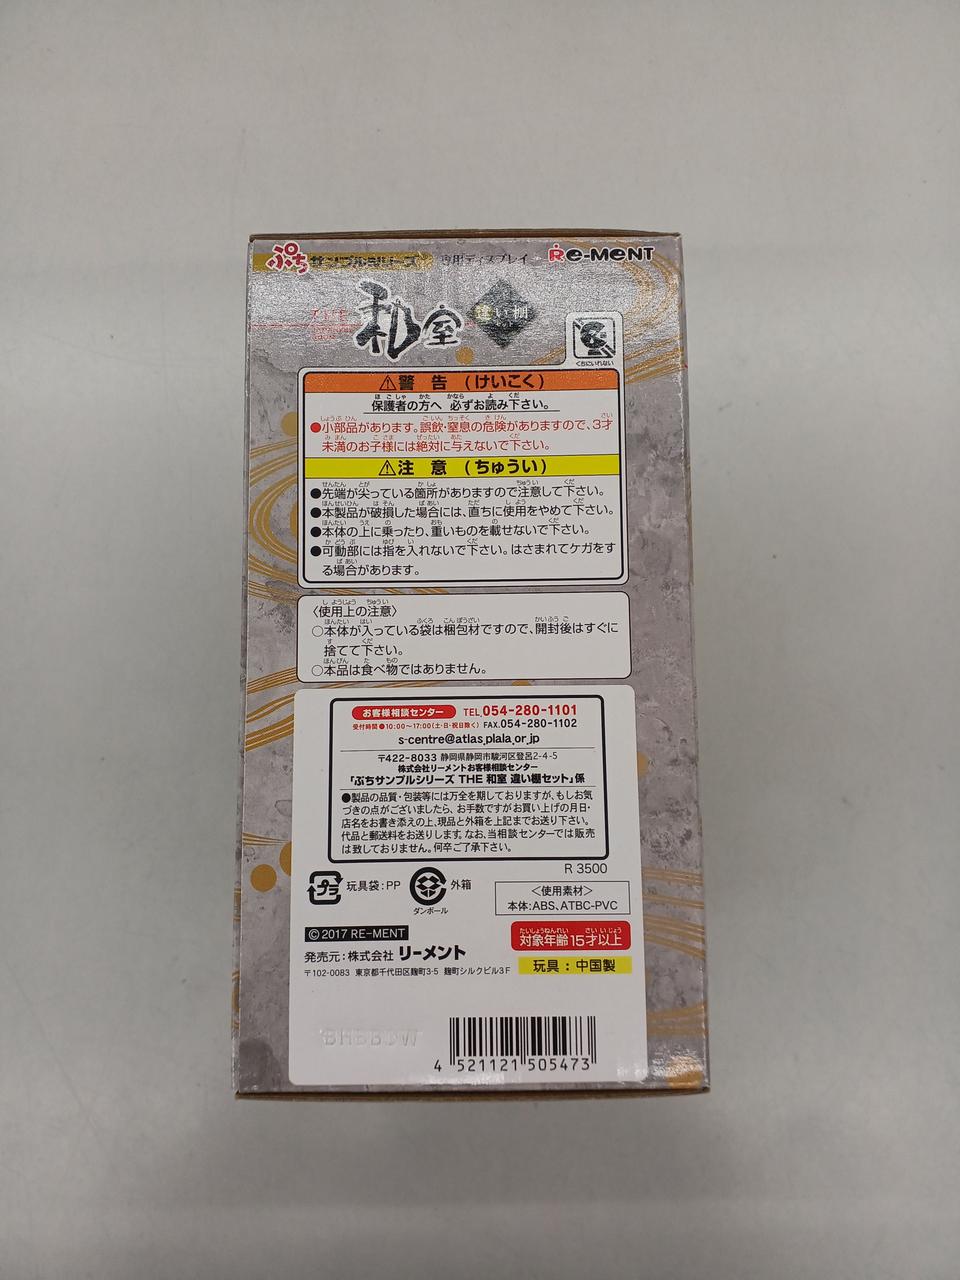 ぷちサンプルシリーズ 専用ディスプレイ Re-MeNT
和室 違い棚
くちにいれない
⚠警 告 (けいこく)
保護者の方へ 必ずお読み下さい。
●小部品があります。誤飲・窒息の危険がありますので、3才
未満のお子様には絶対に与えないで下さい。
⚠注 意 (ちゅうい)
●先端が尖っている箇所がありますので注意して下さい。
●本製品が破損した場合には、直ちに使用をやめて下さい。
●本体の上に乗ったり、重いものを載せないで下さい。
●可動部には指を入れないで下さい。はさまれてケガをす
る場合があります。
〈使用上の注意〉
○本体が入っている袋は梱包材ですので、開封後はすぐに
捨てて下さい。
○本品は食べ物ではありません。
お客様相談センター TEL.054-280-1101
受付時間●10:00〜17:00(土・日・祝日除く) FAX.054-280-1102
s-centre@atlas.plala.or.jp
〒422-8033 静岡県静岡市駿河区登呂2-4-5
株式会社リーメントお客様相談センター
「ぷちサンプルシリーズ THE 和室 違い棚セット」係
●製品の品質・包装等には万全を期しておりますが、もしお気
づきの点がございましたら、お手数ですがお買い上げの月日・
店名をお書き添えの上、現品と外箱を上記までお送り下さい。
代品と郵送料をお送りします。なお、当相談センターでは販売
は致しておりません。何卒ご了承下さい。
R 3500
プラ 玩具袋:PP
ダンボール 外箱
＜使用素材＞
本体:ABS、ATBC-PVC
©2017 RE-MENT
対象年齢15才以上
発売元:株式会社 リーメント
〒102-0083 東京都千代田区麹町3-5 麹町シルクビル3F
玩具:中国製
4 521121 505473